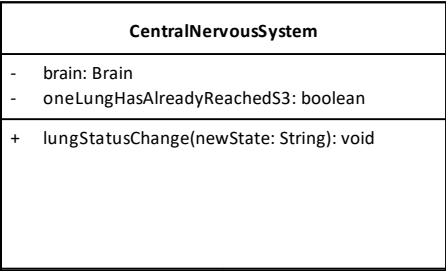 CentralNervousSystem
- brain: Brain
- oneLungHasAlreadyReachedS3: boolean
+ lungStatusChange(newState: String): void